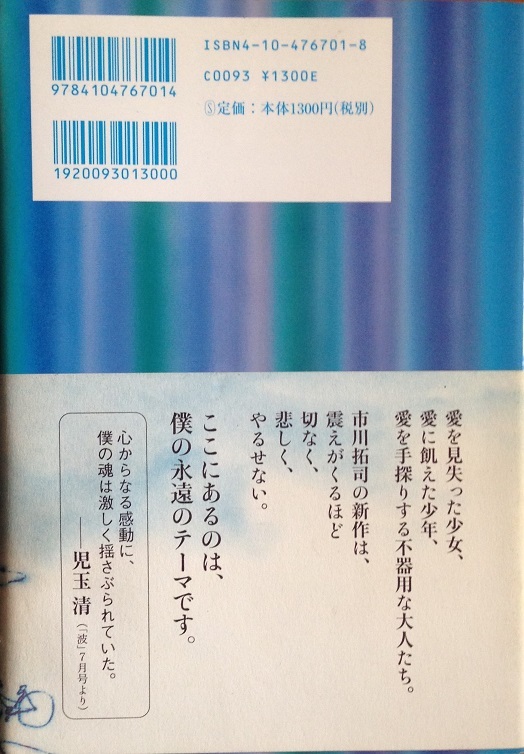 ISBN4-10-476701-8
C0093 ¥1300E
Ⓢ定価：本体1300円(税別)
9784104767014
1920093013000
愛を見失った少女、
愛に飢えた少年、
愛を手探りする不器用な大人たち。
市川拓司の新作は、
震えがくるほど
切なく、
悲しく、
やるせない。
ここにあるのは、
僕の永遠のテーマです。
心からなる感動に、
僕の魂は激しく揺さぶられていた。
──児玉 清（「波」7月号より）